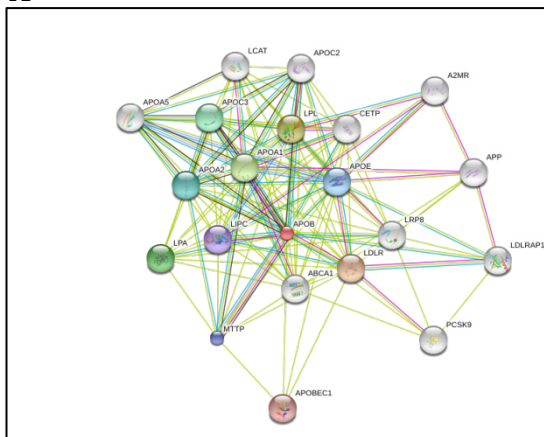 LCAT
APOC2
A2MR
APOA5
APOC3
LPL
CETP
APOA1
APOE
APP
APOA2
LIPC
APOB
LRP8
LPA
LDLR
LDLRAP1
ABCA1
MTTP
PCSK9
APOBEC1